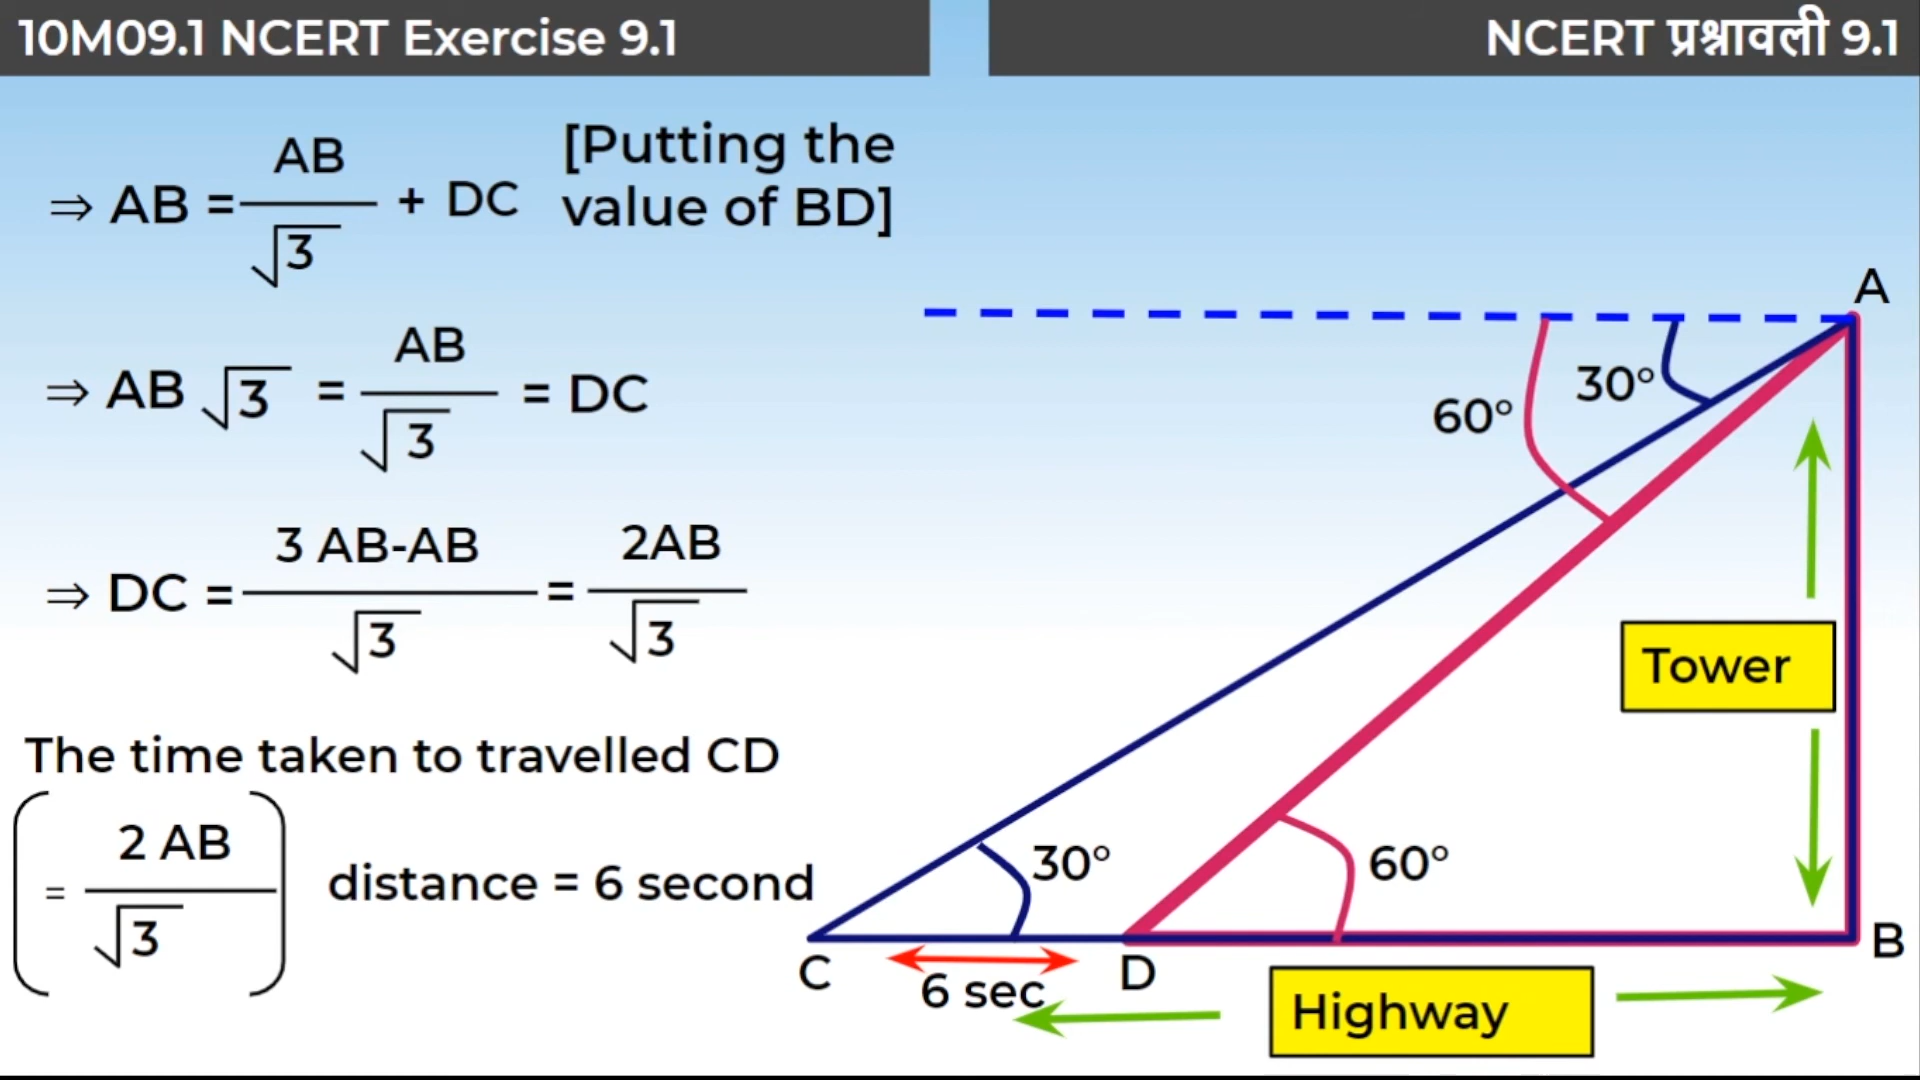 10M09.1 NCERT Exercise 9.1
NCERT प्रश्नावली 9.1
⇒ AB = AB/√3 + DC
[Putting the
value of BD]
⇒ AB √3 = AB/√3 = DC
⇒ DC = 3 AB-AB/√3 = 2AB/√3
The time taken to travelled CD
(= 2 AB/√3) distance = 6 second
A
30°
60°
Tower
30°
60°
B
C
D
6 sec
Highway